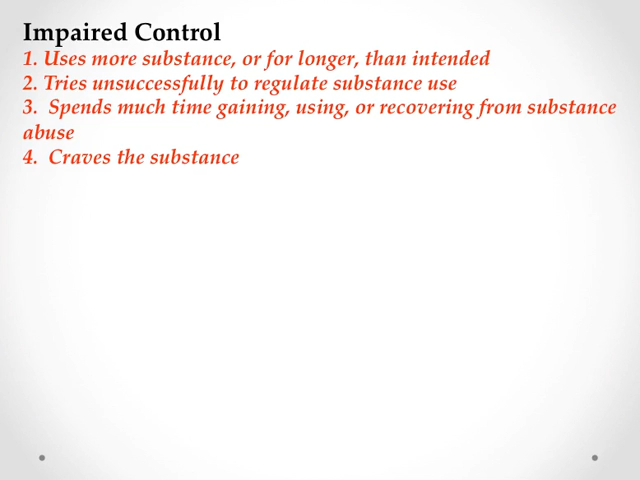 Impaired Control
1. Uses more substance, or for longer, than intended
2. Tries unsuccessfully to regulate substance use
3. Spends much time gaining, using, or recovering from substance
abuse
4. Craves the substance